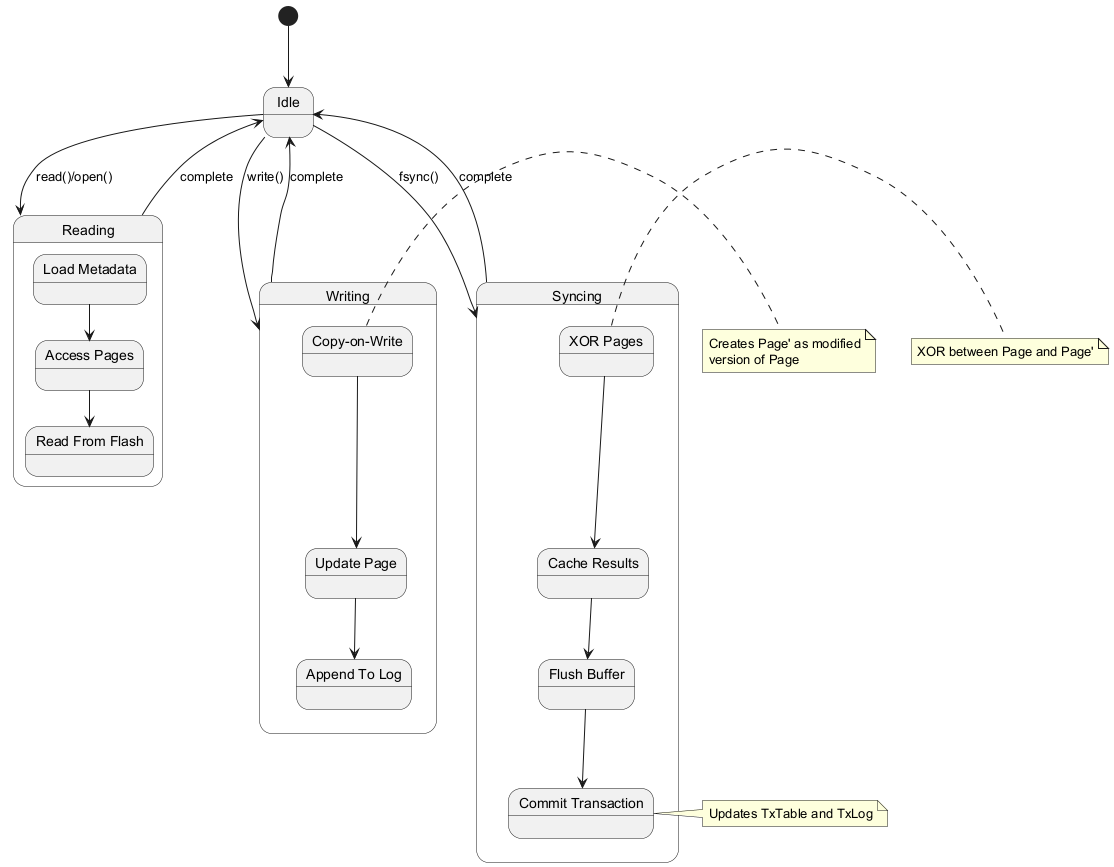 Idle
read()/open()
complete
write()
complete
fsync()
complete
Reading
Load Metadata
Access Pages
Read From Flash
Writing
Copy-on-Write
Update Page
Append To Log
Syncing
XOR Pages
Cache Results
Flush Buffer
Commit Transaction
Creates Page' as modified
version of Page
XOR between Page and Page'
Updates TxTable and TxLog